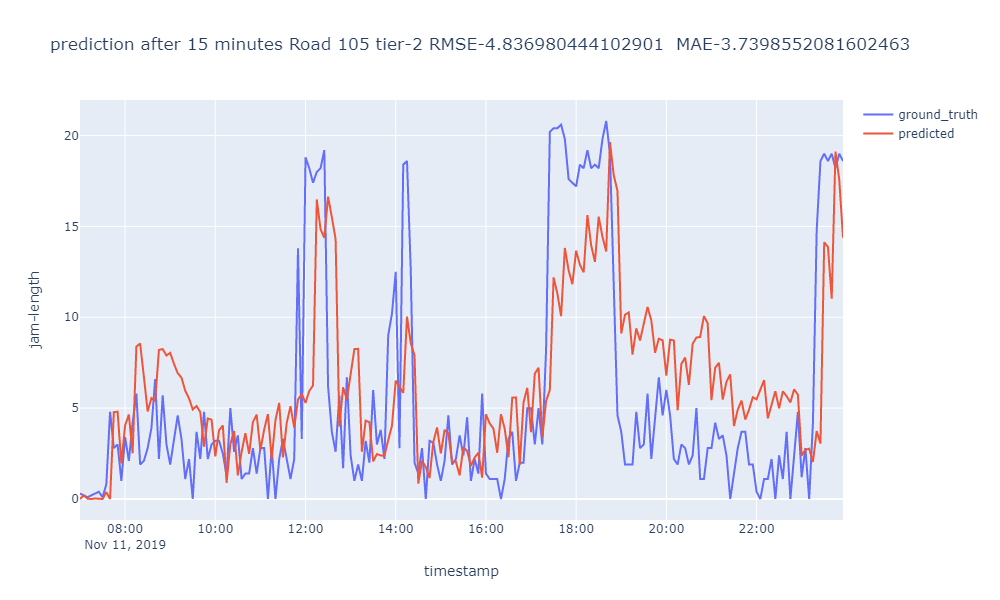 prediction after 15 minutes Road 105 tier-2 RMSE-4.836980444102901  MAE-3.7398552081602463
ground_truth
predicted
20
15
10
5
0
jam-length
08:00 10:00 12:00 14:00 16:00 18:00 20:00 22:00
Nov 11, 2019
timestamp